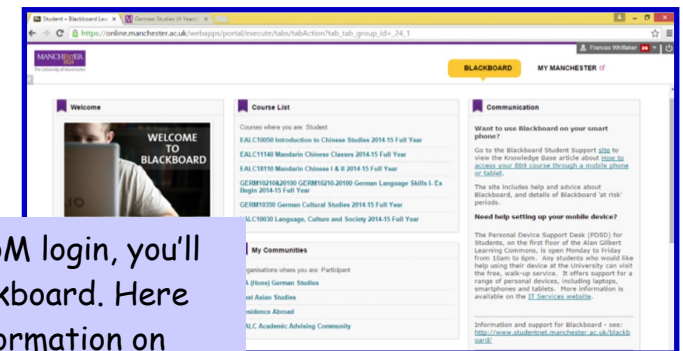 Student – Blackboard Lea
German Studies (4 Years)
https://online.manchester.ac.uk/webapps/portal/execute/tabs/tabAction?tab_tab_group_id=_24_1
Frances Whittaker
MANCHESTER
1824
The University of Manchester
BLACKBOARD
MY MANCHESTER
Welcome
WELCOME
TO
BLACKBOARD
Course List
Courses where you are: Student
EALC10050 Introduction to Chinese Studies 2014-15 Full Year
EALC11140 Mandarin Chinese Classes 2014-15 Full Year
EALC18110 Mandarin Chinese I & II 2014-15 Full Year
GERM10210&20100 GERM10210-20100 German Language Skills I- Ex
Begin 2014-15 Full Year
GERM10350 German Cultural Studies 2014-15 Full Year
ALC10030 Language, Culture and Society 2014-15 Full Year
My Communities
rganisations where you are: Participant
A (Hons) German Studies
ast Asian Studies
esidence Abroad
ALC Academic Advising Community
Communication
Want to use Blackboard on your smart
phone?
Go to the Blackboard Student Support site to
view the Knowledge Base article about How to
access your Bb9 course through a mobile phone
or tablet.
The site includes help and advice about
Blackboard, and details of Blackboard 'at risk'
periods.
Need help setting up your mobile device?
The Personal Device Support Desk (PDSD) for
Students, on the first floor of the Alan Gilbert
Learning Commons, is open Monday to Friday
from 10am to 6pm. Any students who would like
help using their device at the University can visit
the free, walk-up service. It offers support for a
range of personal devices, including laptops,
smartphones and tablets. More information is
available on the IT Services website.
Information and support for Blackboard - see:
http://www.studentnet.manchester.ac.uk/blackb
oard/
M login, you'll
kboard. Here
ormation on